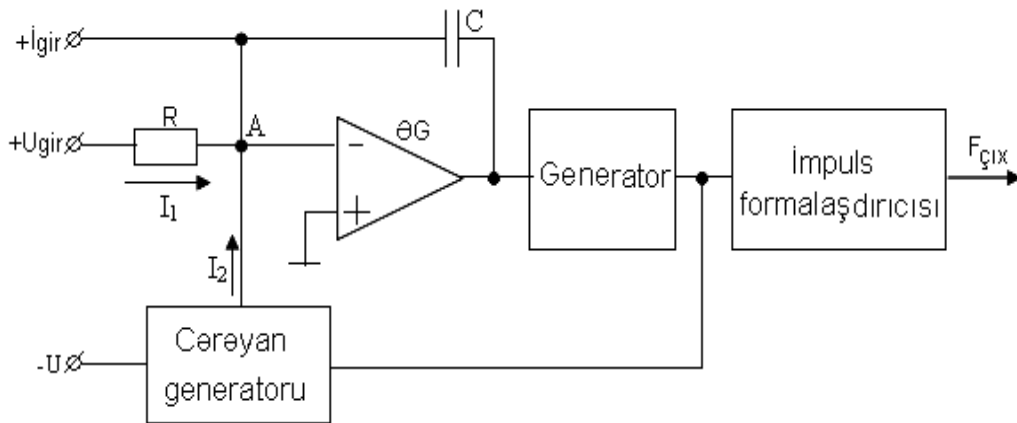 +İgir
C
+Ugir
R
A
ƏG
I1
Generator
İmpuls
formalaşdırıcısı
Fçıx
I2
-U
Cərəyan
generatoru